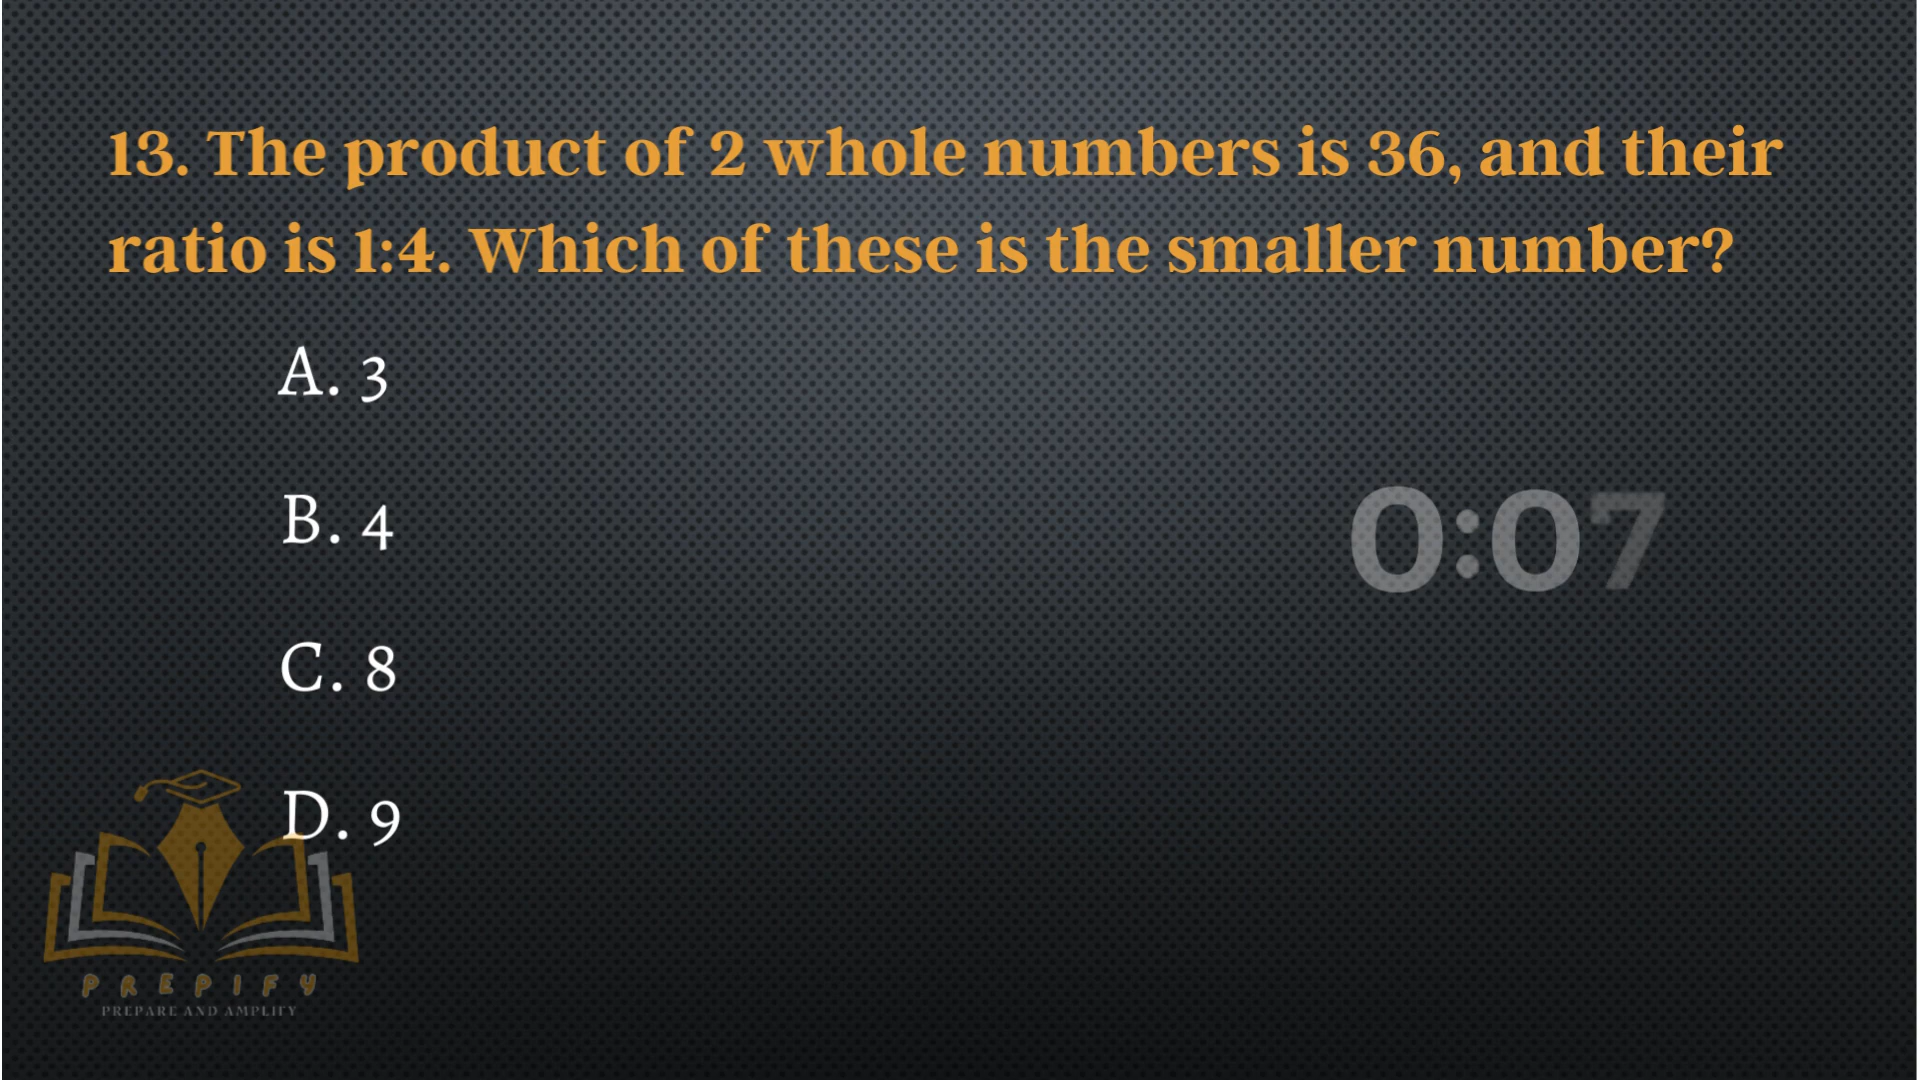 13. The product of 2 whole numbers is 36, and their
ratio is 1:4. Which of these is the smaller number?
A. 3
B. 4
0:07
C. 8
D. 9
PREPIFY
PREPARE AND AMPLIFY